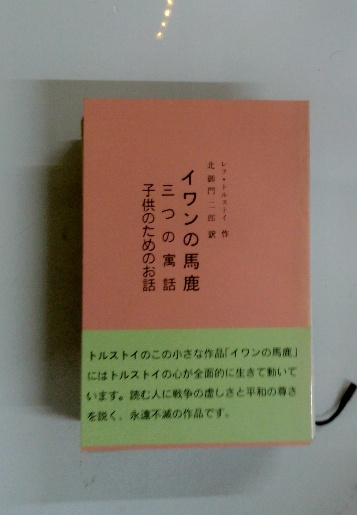 レフ・トルストイ 作
北御門二郎 訳
イワンの馬鹿
三つの寓話
子供のためのお話
トルストイのこの小さな作品「イワンの馬鹿」
にはトルストイの心が全面的に生きて動いて
います。読む人に戦争の虚しさと平和の尊さ
を説く、永遠不滅の作品です。